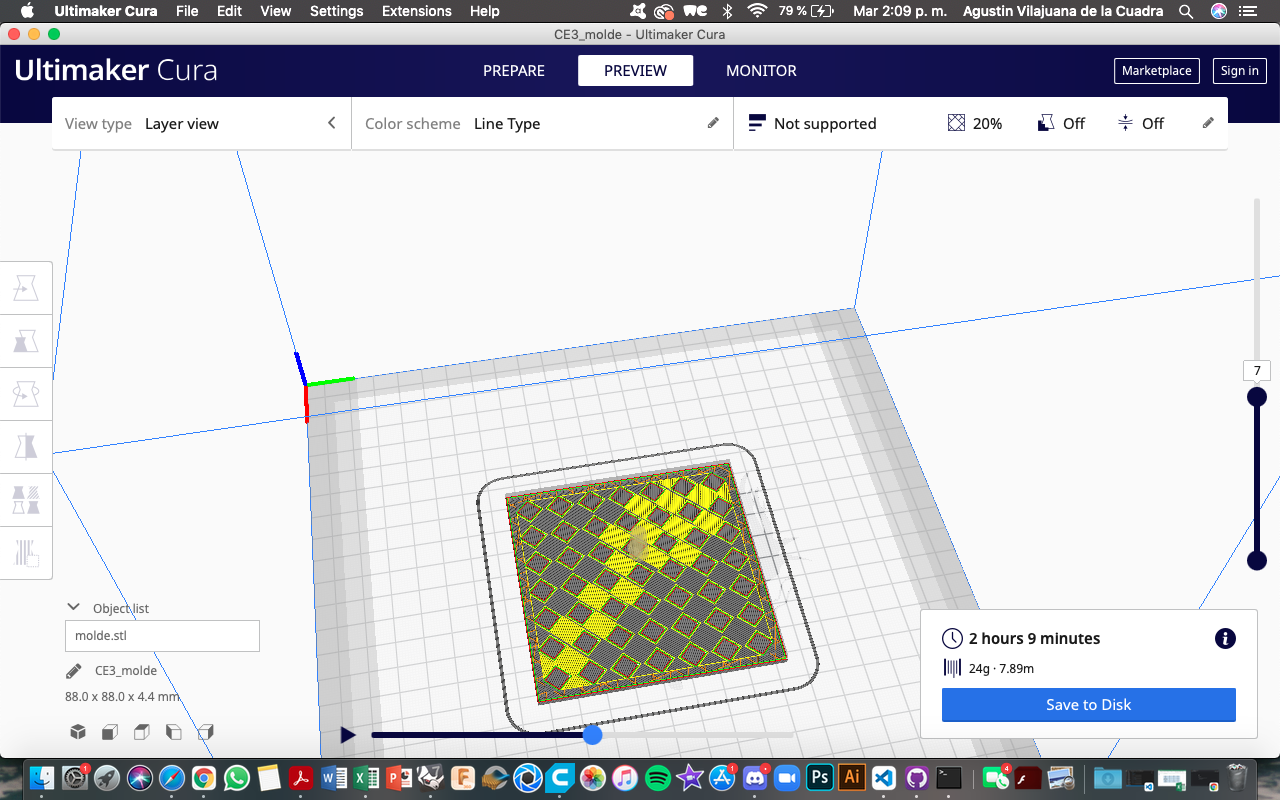 Ultimaker Cura File Edit View Settings Extensions Help 79 % Mar 2:09 p. m. Agustin Vilajuana de la Cuadra
CE3_molde - Ultimaker Cura
Ultimaker Cura PREPARE PREVIEW MONITOR Marketplace Sign in
View type Layer view Color scheme Line Type Not supported 20% Off Off
7
Object list
molde.stl
CE3_molde
88.0 x 88.0 x 4.4 mm
2 hours 9 minutes
24g · 7.89m
Save to Disk
Ps Ai